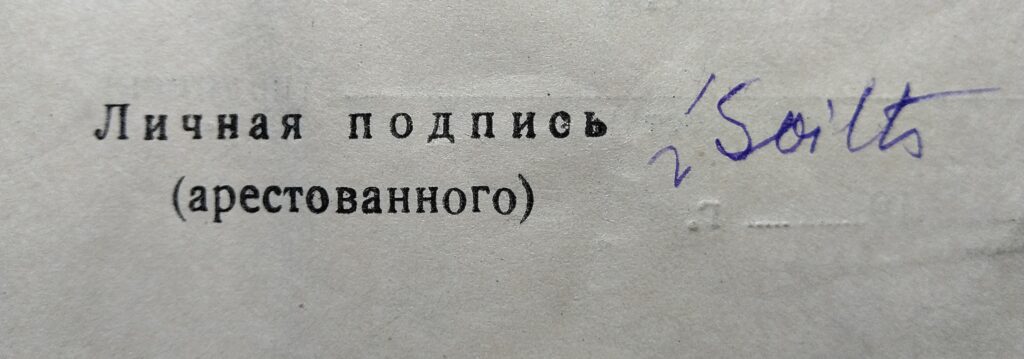 Личная подпись Soilts
(арестованного)
г.